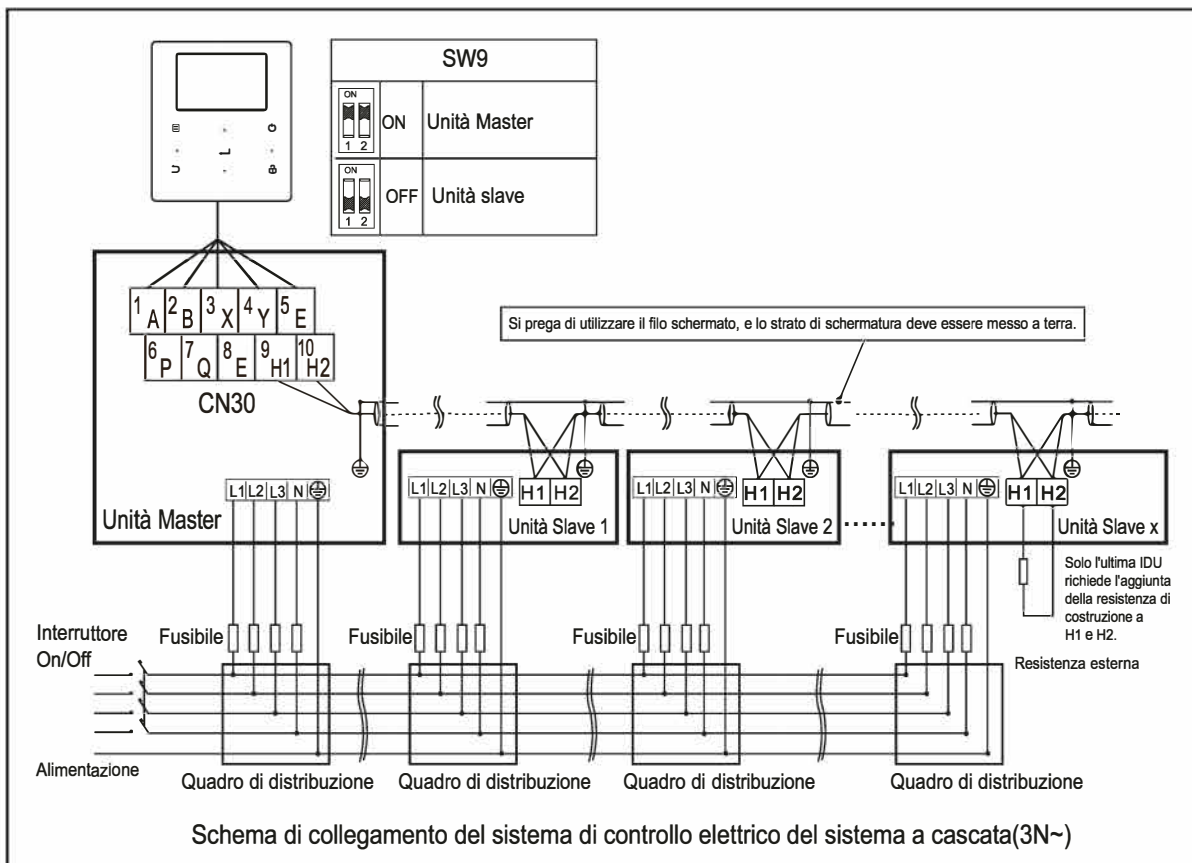 SW9
ON
1 2
ON
Unità Master
ON
1 2
OFF
Unità slave
1 A
2 B
3 X
4 Y
5 E
6 P
7 Q
8 E
9 H1
10 H2
CN30
Si prega di utilizzare il filo schermato, e lo strato di schermatura deve essere messo a terra.
L1 L2 L3 N
Unità Master
L1 L2 L3 N
H1 H2
Unità Slave 1
L1 L2 L3 N
H1 H2
Unità Slave 2
L1 L2 L3 N
H1 H2
Unità Slave x
Solo l'ultima IDU
richiede l'aggiunta
della resistenza di
costruzione a
H1 e H2.
Resistenza esterna
Interruttore
On/Off
Fusibile
Fusibile
Fusibile
Fusibile
Alimentazione
Quadro di distribuzione
Quadro di distribuzione
Quadro di distribuzione
Quadro di distribuzione
Schema di collegamento del sistema di controllo elettrico del sistema a cascata(3N~)